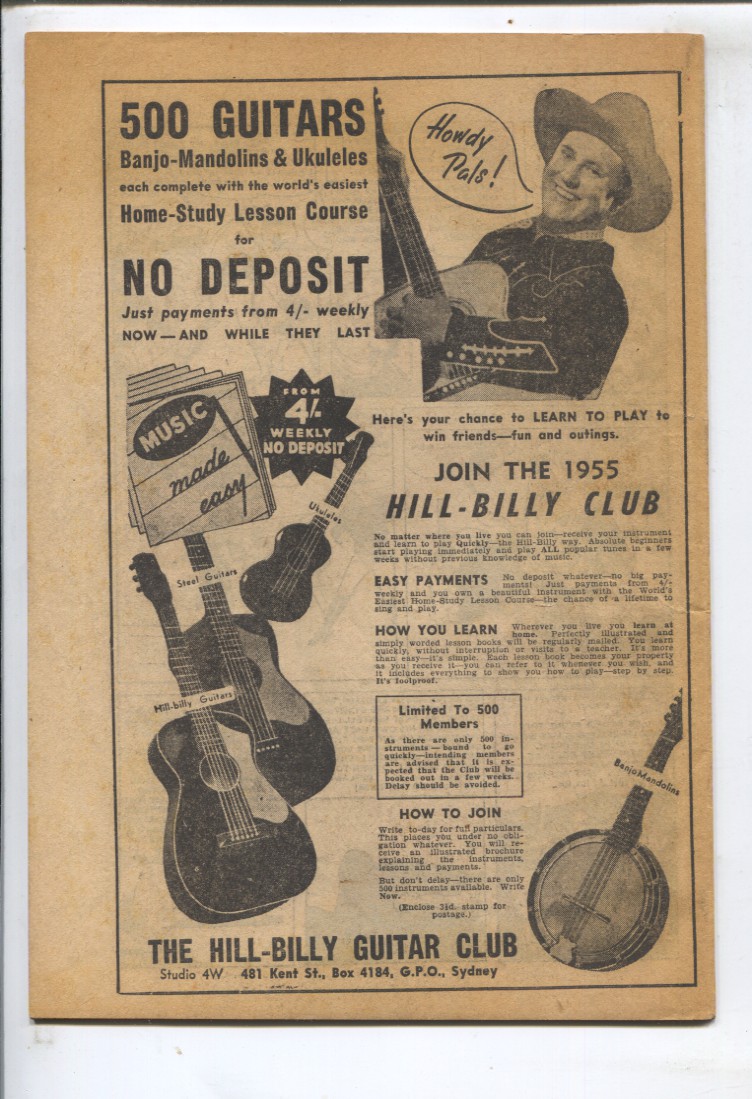 500 GUITARS
Banjo-Mandolins & Ukuleles
each complete with the world's easiest
Home-Study Lesson Course
for
NO DEPOSIT
Just payments from 4/- weekly
NOW—AND WHILE THEY LAST
Howdy
Pals!
MUSIC
made
easy
FROM
4/-
WEEKLY
NO DEPOSIT
Ukuleles
Steel Guitars
Hill-billy Guitars
Here's your chance to LEARN TO PLAY to
win friends—fun and outings.
JOIN THE 1955
HILL-BILLY CLUB
No matter where you live you can join—receive your instrument
and learn to play Quickly—the Hill-Billy way. Absolute beginners
start playing immediately and play ALL popular tunes in a few
weeks without previous knowledge of music.
EASY PAYMENTS No deposit whatever—no big pay-
ments! Just payments from 4/-
weekly and you own a beautiful instrument with the World's
Easiest Home-Study Lesson Course—the chance of a lifetime to
sing and play.
HOW YOU LEARN Wherever you live you learn at
home. Perfectly illustrated and
simply worded lesson books will be regularly mailed. You learn
quickly, without interruption or visits to a teacher. It's more
than easy—it's simple. Each lesson book becomes your property
as you receive it—you can refer to it whenever you wish, and
it includes everything to show you how to play—step by step.
It's foolproof.
Limited To 500
Members
As there are only 500 in-
struments—bound to go
quickly—intending members
are advised that it is ex-
pected that the Club will be
booked out in a few weeks.
Delay should be avoided.
Banjo Mandolins
HOW TO JOIN
Write to-day for full particulars.
This places you under no obli-
gation whatever. You will re-
ceive an illustrated brochure
explaining the instruments,
lessons and payments.
But don't delay—there are only
500 instruments available. Write
Now.
(Enclose 3½d. stamp for
postage.)
THE HILL-BILLY GUITAR CLUB
Studio 4W 481 Kent St., Box 4184, G.P.O., Sydney